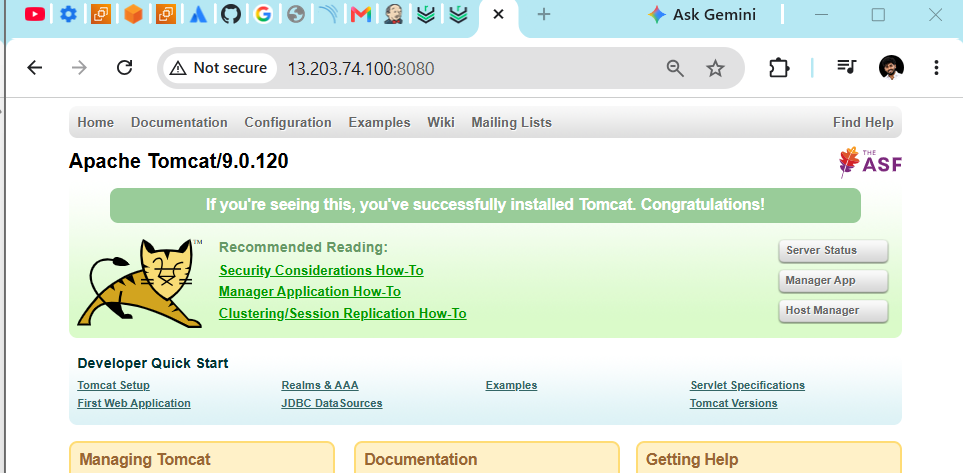 Ask Gemini
Not secure 13.203.74.100:8080
Home Documentation Configuration Examples Wiki Mailing Lists Find Help
Apache Tomcat/9.0.120
THE
ASF
If you're seeing this, you've successfully installed Tomcat. Congratulations!
TM
Recommended Reading:
Security Considerations How-To
Manager Application How-To
Clustering/Session Replication How-To
Server Status
Manager App
Host Manager
Developer Quick Start
Tomcat Setup
First Web Application
Realms & AAA
JDBC DataSources
Examples
Servlet Specifications
Tomcat Versions
Managing Tomcat
Documentation
Getting Help